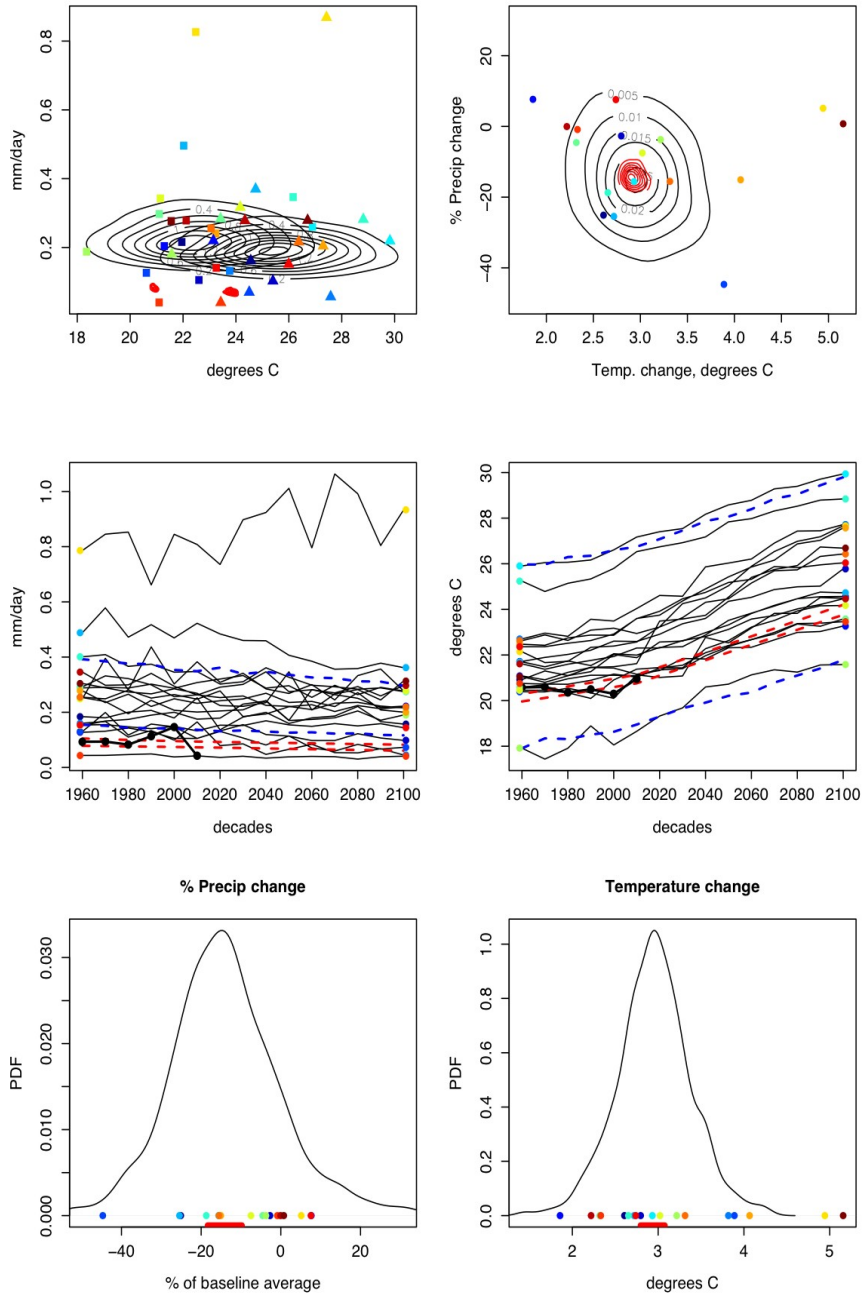 mm/day
0.8
0.6
0.4
0.2
0.4
18 20 22 24 26 28 30
degrees C
% Precip change
20
0
−20
−40
0.005
0.01
0.015
0.02
2.0 2.5 3.0 3.5 4.0 4.5 5.0
Temp. change, degrees C
mm/day
1.0
0.8
0.6
0.4
0.2
0.0
1960 1980 2000 2020 2040 2060 2080 2100
decades
degrees C
30
28
26
24
22
20
18
1960 1980 2000 2020 2040 2060 2080 2100
decades
% Precip change
PDF
0.030
0.020
0.010
0.000
−40 −20 0 20
% of baseline average
Temperature change
PDF
1.0
0.8
0.6
0.4
0.2
0.0
2 3 4 5
degrees C